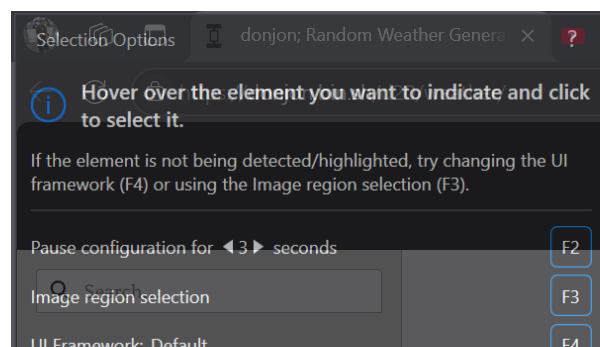 Selection Options
donjon; Random Weather Genera
?
Hover over the element you want to indicate and click
to select it.
If the element is not being detected/highlighted, try changing the UI
framework (F4) or using the Image region selection (F3).
Pause configuration for 3 seconds
F2
Search
Image region selection
F3
UI Framework: Default
F4